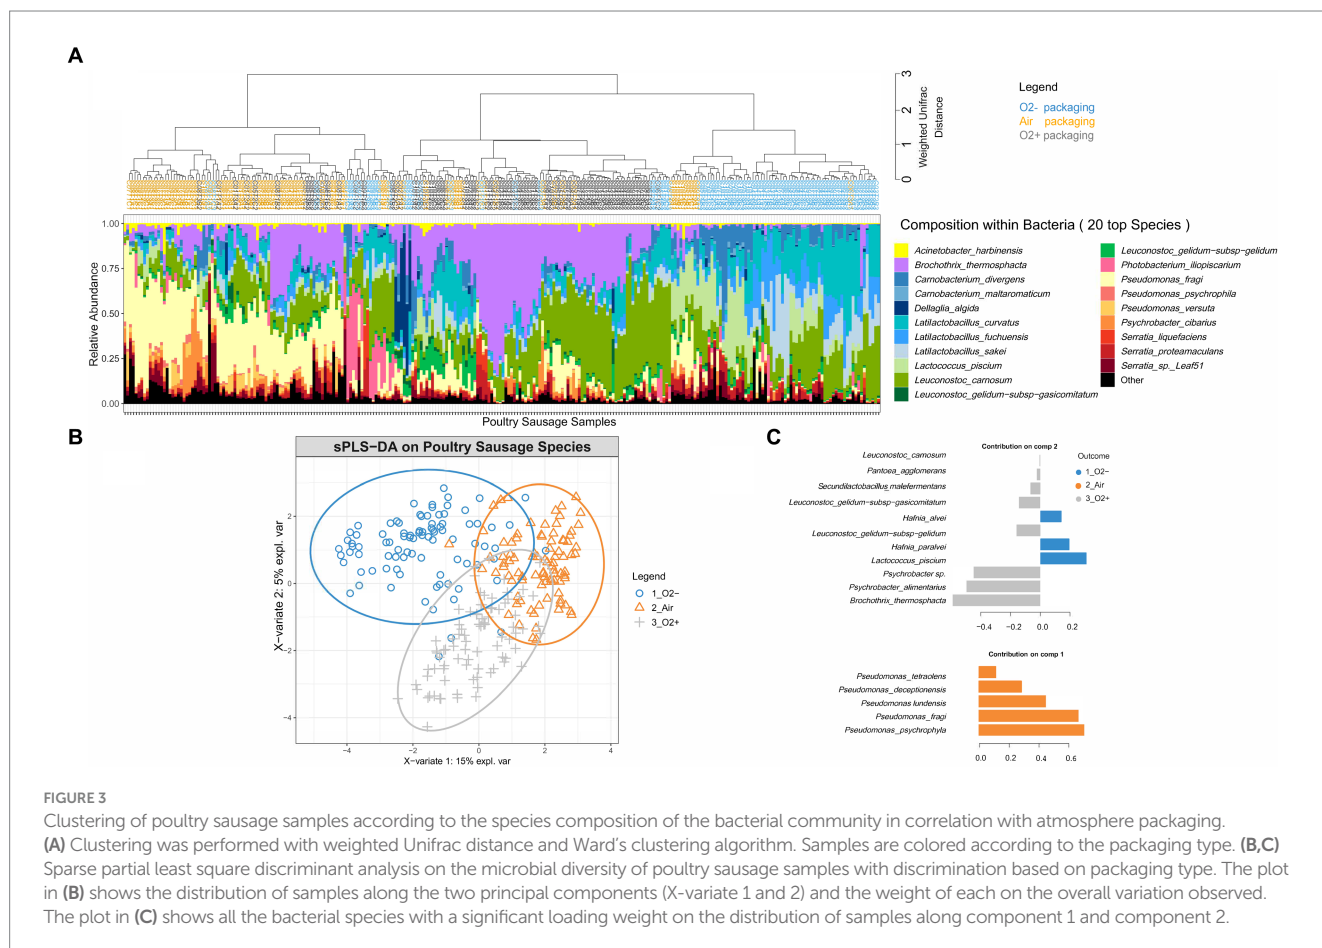 A
3
2
1
0
Weighted Unifrac
Distance
Legend
O2- packaging
Air packaging
O2+ packaging
1.00
0.75
0.50
0.25
0.00
Relative Abundance
Poultry Sausage Samples
Composition within Bacteria ( 20 top Species )
Acinetobacter_harbinensis
Brochothrix_thermosphacta
Carnobacterium_divergens
Carnobacterium_maltaromaticum
Dellaglia_algida
Latilactobacillus_curvatus
Latilactobacillus_fuchuensis
Latilactobacillus_sakei
Lactococcus_piscium
Leuconostoc_carnosum
Leuconostoc_gelidum−subsp−gasicomitatum
Leuconostoc_gelidum−subsp−gelidum
Photobacterium_iliopiscarium
Pseudomonas_fragi
Pseudomonas_psychrophila
Pseudomonas_versuta
Psychrobacter_cibarius
Serratia_liquefaciens
Serratia_proteamaculans
Serratia_sp._Leaf51
Other
B
sPLS−DA on Poultry Sausage Species
2
0
−2
−4
X−variate 2: 5% expl. var
−4
−2
0
2
4
X−variate 1: 15% expl. var
Legend
1_O2−
2_Air
3_O2+
C
Contribution on comp 2
Leuconostoc_carnosum
Pantoea_agglomerans
Secundilactobacillus_malefermentans
Leuconostoc_gelidum−subsp−gasicomitatum
Hafnia_alvei
Leuconostoc_gelidum−subsp−gelidum
Hafnia_paralvei
Lactococcus_piscium
Psychrobacter sp.
Psychrobacter_alimentarius
Brochothrix_thermosphacta
−0.4
−0.2
0.0
0.2
Outcome
1_O2−
2_Air
3_O2+
Contribution on comp 1
Pseudomonas_tetraolens
Pseudomonas_deceptionensis
Pseudomonas lundensis
Pseudomonas_fragi
Pseudomonas_psychrophyla
0.0
0.2
0.4
0.6
FIGURE 3
Clustering of poultry sausage samples according to the species composition of the bacterial community in correlation with atmosphere packaging.
(A) Clustering was performed with weighted Unifrac distance and Ward's clustering algorithm. Samples are colored according to the packaging type. (B,C)
Sparse partial least square discriminant analysis on the microbial diversity of poultry sausage samples with discrimination based on packaging type. The plot
in (B) shows the distribution of samples along the two principal components (X-variate 1 and 2) and the weight of each on the overall variation observed.
The plot in (C) shows all the bacterial species with a significant loading weight on the distribution of samples along component 1 and component 2.